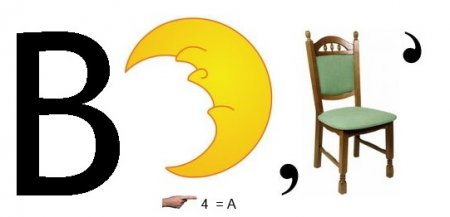 В , ,
4 = А